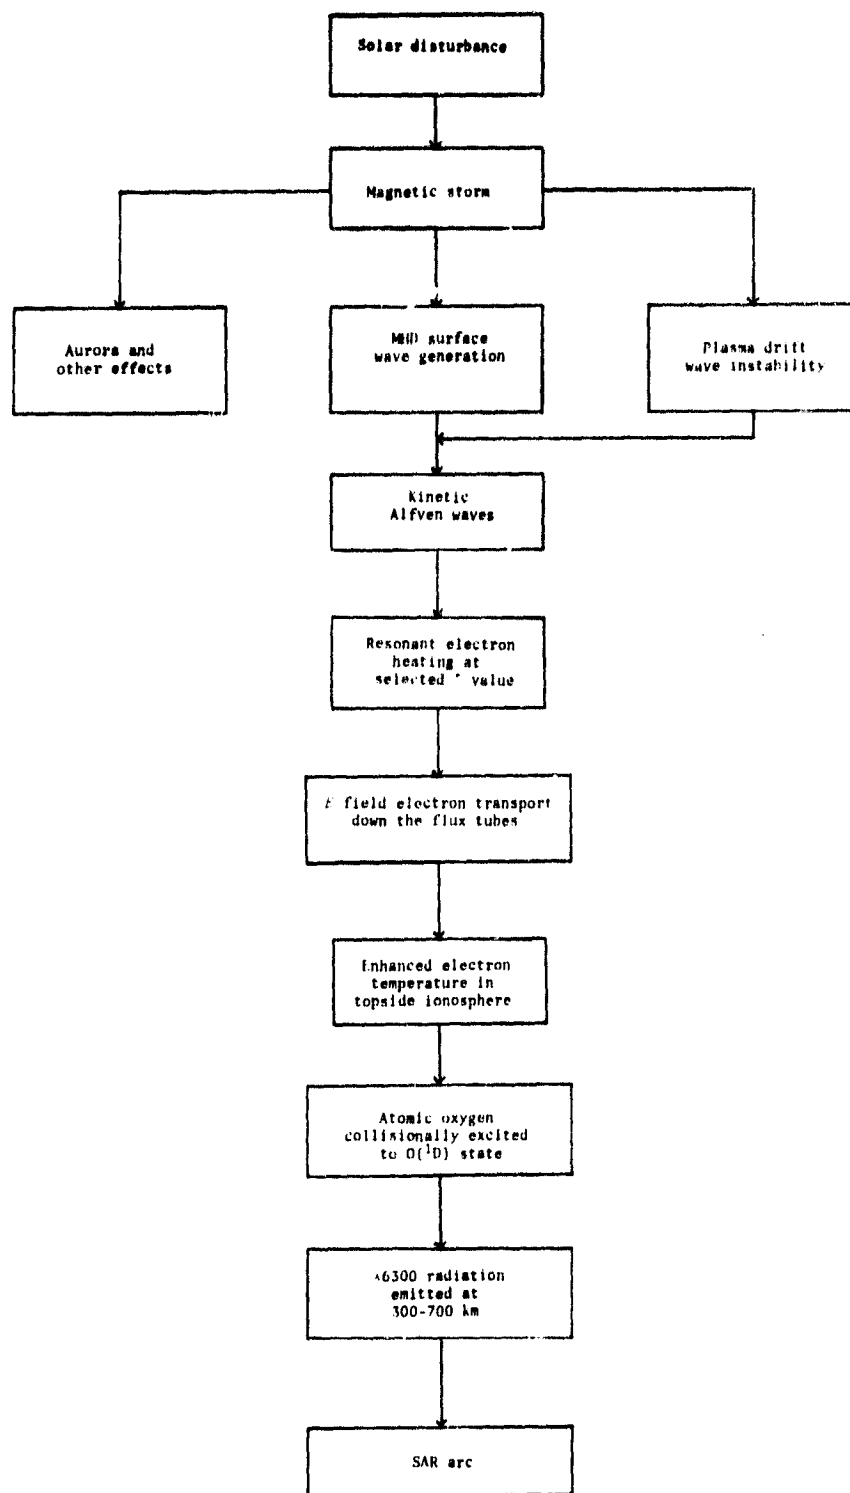 Solar disturbance
Magnetic storm
Aurora and
other effects
MHD surface
wave generation
Plasma drift
wave instability
Kinetic
Alfven waves
Resonant electron
heating at
selected value
E field electron transport
down the flux tubes
Enhanced electron
temperature in
topside ionosphere
Atomic oxygen
collisionally excited
to O(¹D) state
λ6300 radiation
emitted at
300-700 km
SAR arc